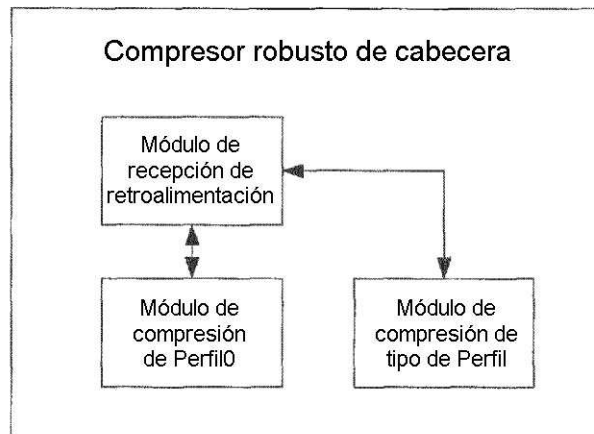 Compresor robusto de cabecera
Módulo de
recepción de
retroalimentación
Módulo de
compresión
de Perfil0
Módulo de
compresión de
tipo de Perfil